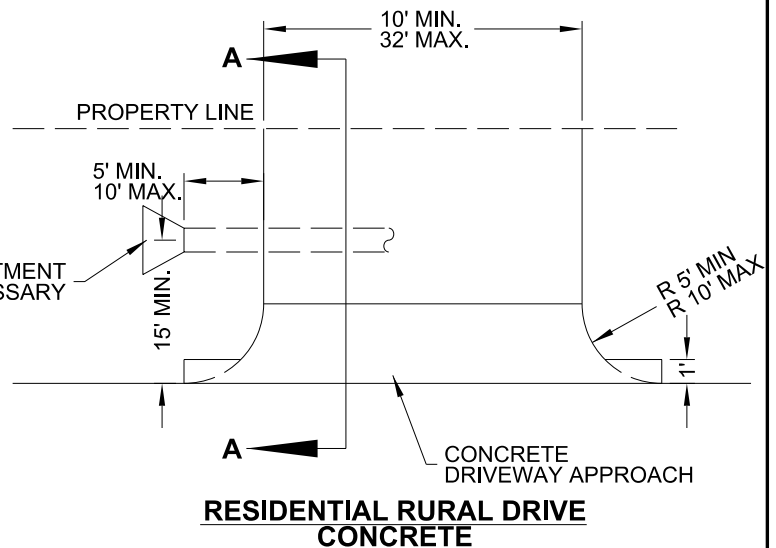 10' MIN.
32' MAX.
A
PROPERTY LINE
5' MIN.
10' MAX.
15' MIN.
R 5' MIN
R 10' MAX
1'
A
CONCRETE
DRIVEWAY APPROACH
RESIDENTIAL RURAL DRIVE
CONCRETE